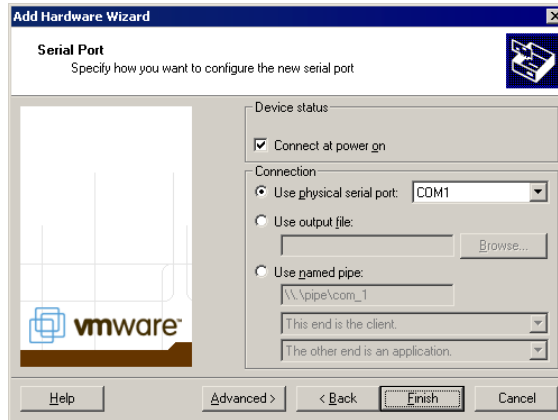 Add Hardware Wizard
Serial Port
Specify how you want to configure the new serial port
Device status
Connect at power on
Connection
Use physical serial port: COM1
Use output file:
Browse...
Use named pipe:
\\.\pipe\com_1
This end is the client.
The other end is an application.
vmware™
Help Advanced > < Back Finish Cancel